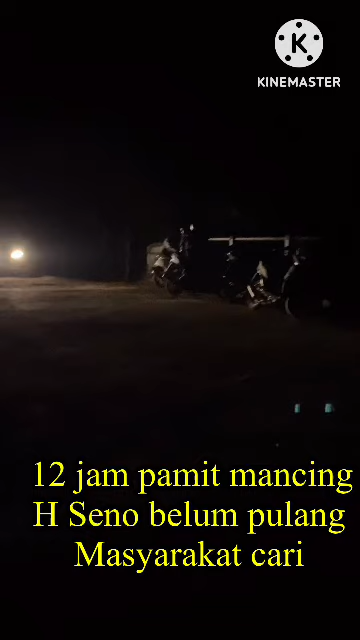 K
KINEMASTER
12 jam pamit mancing
H Seno belum pulang
Masyarakat cari